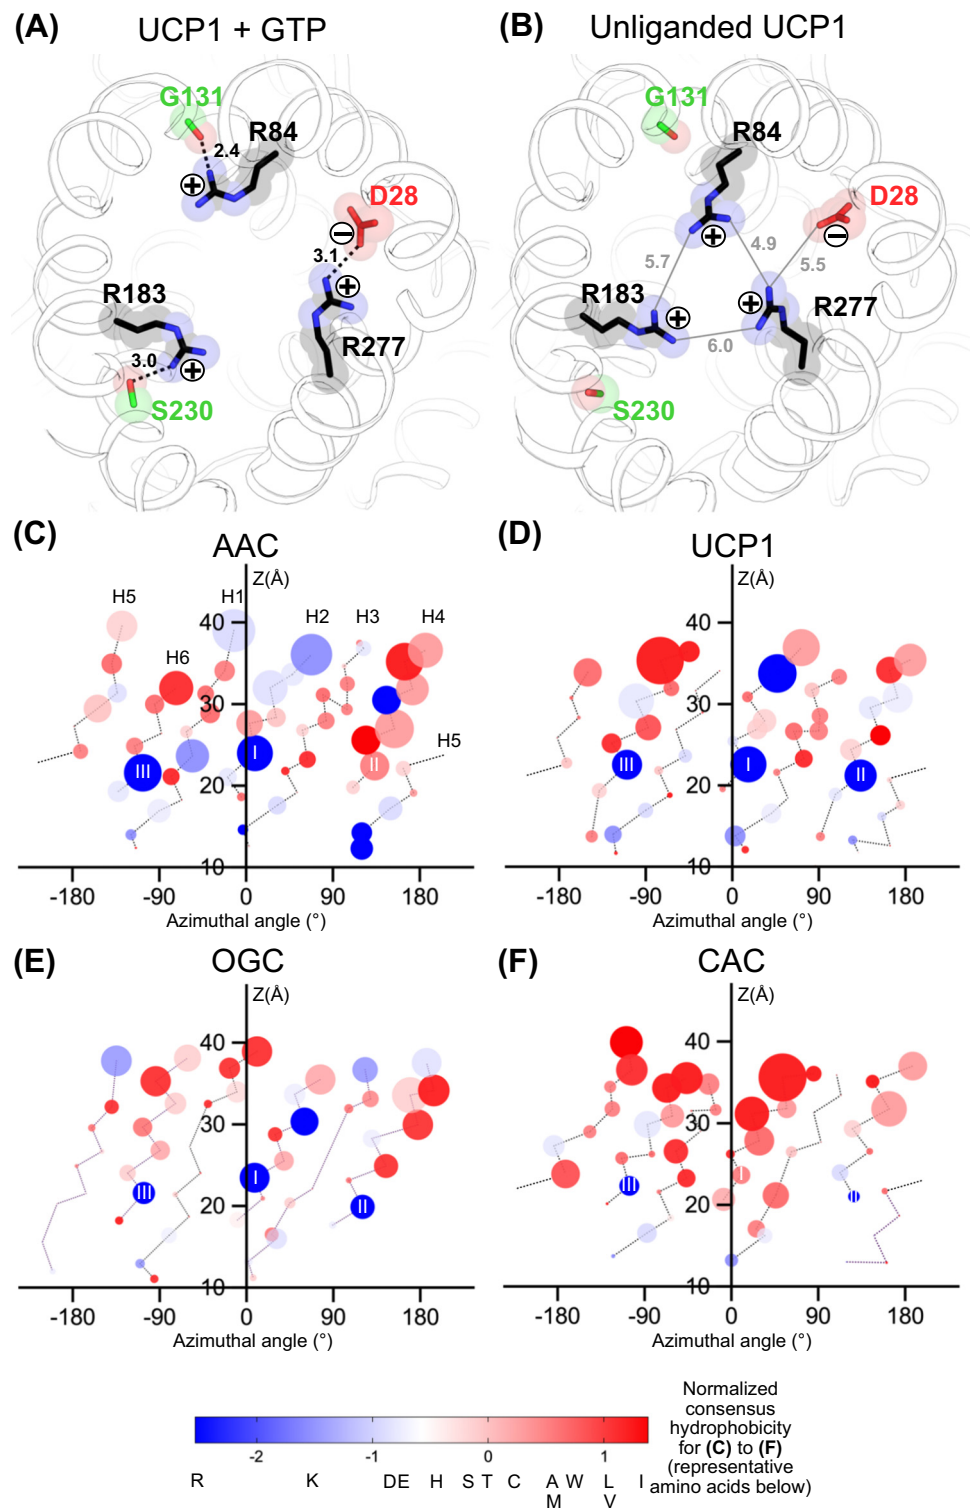 (A) UCP1 + GTP
(B) Unliganded UCP1
G131
R84
2.4
D28
3.1
R183
R277
3.0
S230
G131
R84
D28
4.9
5.5
5.7
R183
R277
6.0
S230
(C) AAC
Z(Å)
H5
H1
H2
H3
H4
H6
H5
I
II
III
40
30
20
10
-180 -90 0 90 180
Azimuthal angle (°)
(D) UCP1
Z(Å)
I
II
III
40
30
20
10
-180 -90 0 90 180
Azimuthal angle (°)
(E) OGC
Z(Å)
I
II
III
40
30
20
10
-180 -90 0 90 180
Azimuthal angle (°)
(F) CAC
Z(Å)
I
II
III
40
30
20
10
-180 -90 0 90 180
Azimuthal angle (°)
-2 -1 0 1
R K D E H S T C A W L I
M V
Normalized
consensus
hydrophobicity
for (C) to (F)
(representative
amino acids below)